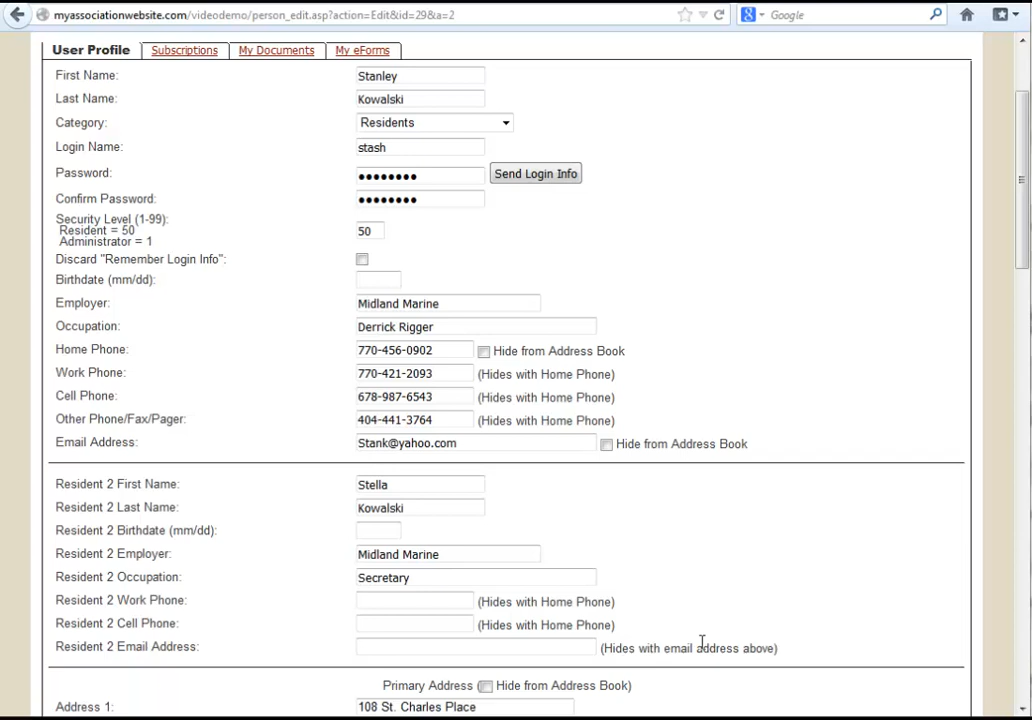 myassociationwebsite.com/videodemo/person_edit.asp?action=Edit&id=29&a=2 Google
User Profile Subscriptions My Documents My eForms
First Name: Stanley
Last Name: Kowalski
Category: Residents
Login Name: stash
Password: •••••••• Send Login Info
Confirm Password: ••••••••
Security Level (1-99):
Resident = 50
Administrator = 1
50
Discard "Remember Login Info":
Birthdate (mm/dd):
Employer: Midland Marine
Occupation: Derrick Rigger
Home Phone: 770-456-0902 Hide from Address Book
Work Phone: 770-421-2093 (Hides with Home Phone)
Cell Phone: 678-987-6543 (Hides with Home Phone)
Other Phone/Fax/Pager: 404-441-3764 (Hides with Home Phone)
Email Address: Stank@yahoo.com Hide from Address Book
Resident 2 First Name: Stella
Resident 2 Last Name: Kowalski
Resident 2 Birthdate (mm/dd):
Resident 2 Employer: Midland Marine
Resident 2 Occupation: Secretary
Resident 2 Work Phone: (Hides with Home Phone)
Resident 2 Cell Phone: (Hides with Home Phone)
Resident 2 Email Address: (Hides with email address above)
Primary Address ( Hide from Address Book)
Address 1: 108 St. Charles Place